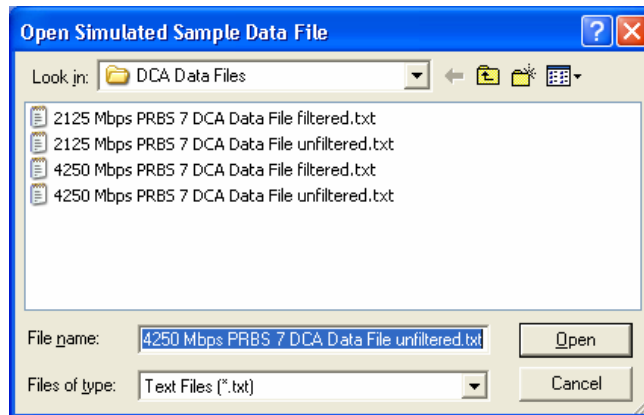 Open Simulated Sample Data File
Look in: DCA Data Files
2125 Mbps PRBS 7 DCA Data File filtered.txt
2125 Mbps PRBS 7 DCA Data File unfiltered.txt
4250 Mbps PRBS 7 DCA Data File filtered.txt
4250 Mbps PRBS 7 DCA Data File unfiltered.txt
File name: 4250 Mbps PRBS 7 DCA Data File unfiltered.txt Open
Files of type: Text Files (*.txt) Cancel